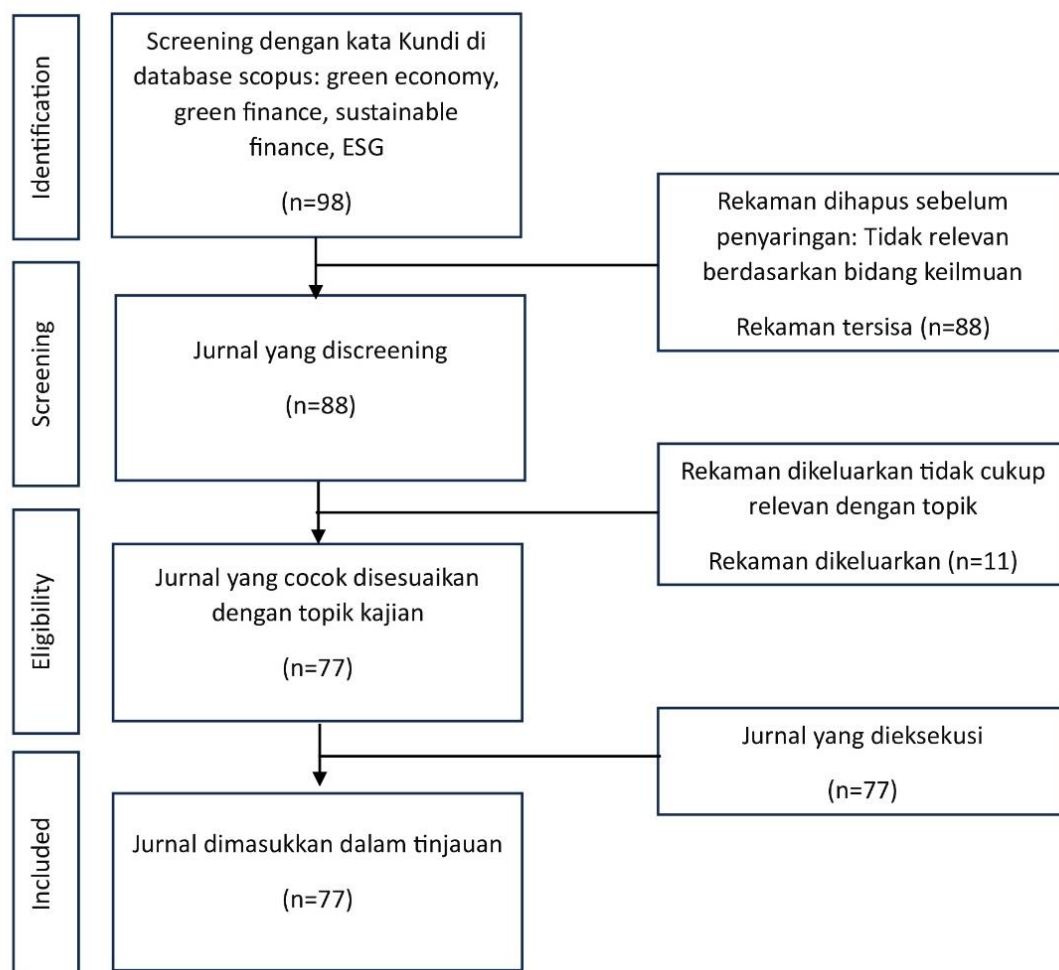 Identification
Screening dengan kata Kundi di
database scopus: green economy,
green finance, sustainable
finance, ESG
(n=98)
Rekaman dihapus sebelum
penyaringan: Tidak relevan
berdasarkan bidang keilmuan
Rekaman tersisa (n=88)
Screening
Jurnal yang discreening
(n=88)
Rekaman dikeluarkan tidak cukup
relevan dengan topik
Rekaman dikeluarkan (n=11)
Eligibility
Jurnal yang cocok disesuaikan
dengan topik kajian
(n=77)
Jurnal yang dieksekusi
(n=77)
Included
Jurnal dimasukkan dalam tinjauan
(n=77)